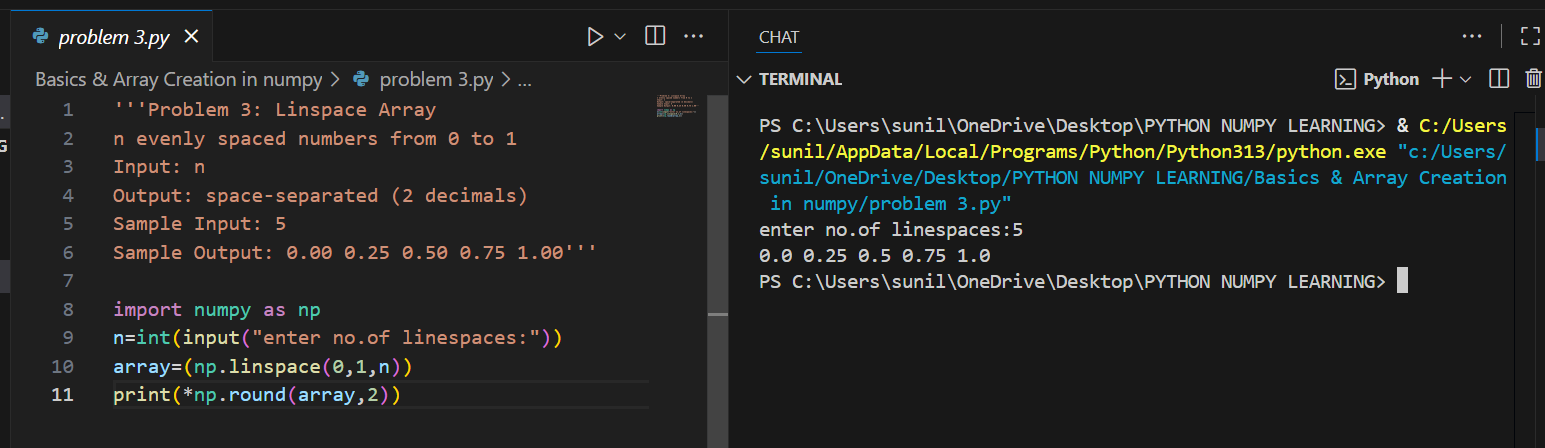 problem 3.py
CHAT
Basics & Array Creation in numpy > problem 3.py > ...
TERMINAL
Python
1 '''Problem 3: Linspace Array
2 n evenly spaced numbers from 0 to 1
3 Input: n
4 Output: space-separated (2 decimals)
5 Sample Input: 5
6 Sample Output: 0.00 0.25 0.50 0.75 1.00'''
7
8 import numpy as np
9 n=int(input("enter no.of linespaces:"))
10 array=(np.linspace(0,1,n))
11 print(*np.round(array,2))
PS C:\Users\sunil\OneDrive\Desktop\PYTHON NUMPY LEARNING> & C:/Users
/sunil/AppData/Local/Programs/Python/Python313/python.exe "c:/Users/
sunil/OneDrive/Desktop/PYTHON NUMPY LEARNING/Basics & Array Creation
in numpy/problem 3.py"
enter no.of linespaces:5
0.0 0.25 0.5 0.75 1.0
PS C:\Users\sunil\OneDrive\Desktop\PYTHON NUMPY LEARNING>